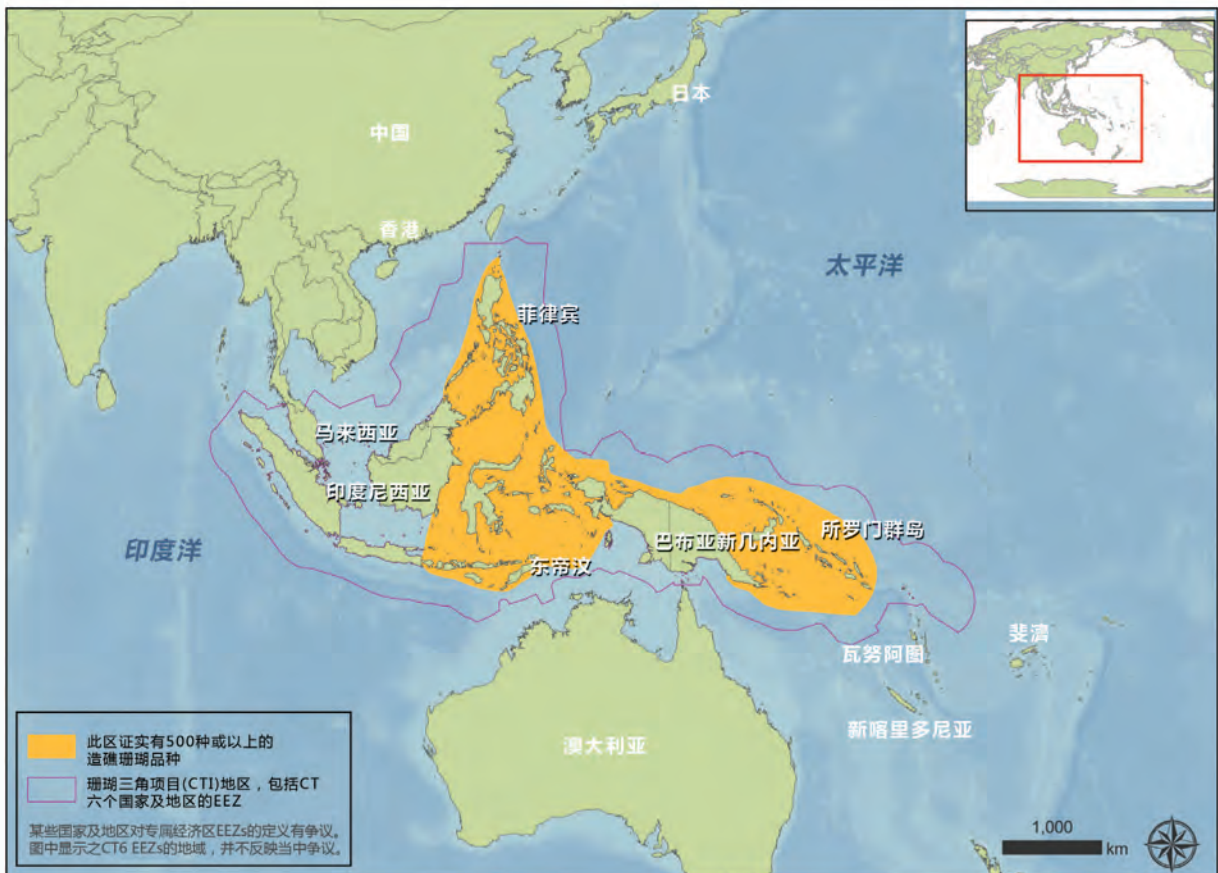 日本
中国
香港
太平洋
菲律宾
马来西亚
印度尼西亚
印度洋
所罗门群岛
巴布亚新几内亚
东帝汶
斐濟
瓦努阿图
新喀里多尼亚
澳大利亚
此区证实有500种或以上的
造礁珊瑚品种
珊瑚三角项目(CTI)地区，包括CT
六个国家及地区的EEZ
某些国家及地区对专属经济区EEZs的定义有争议。
图中显示之CT6 EEZs的地域，并不反映当中争议。
1,000
km